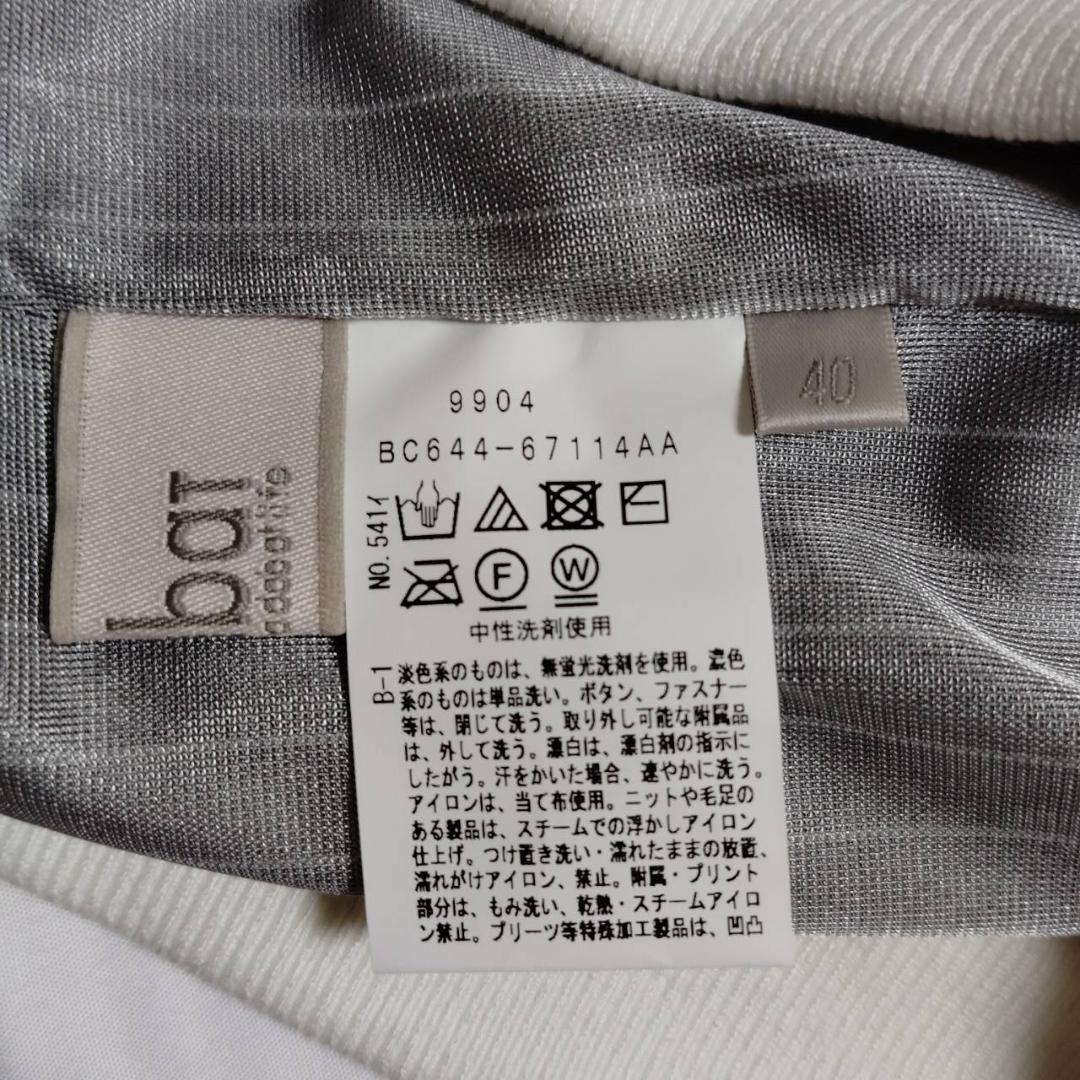 bar
adabat life
40
9904
BC644-67114AA
NO.541イ
F
W
中性洗剤使用
B-1
淡色系のものは、無蛍光洗剤を使用。濃色
系のものは単品洗い。ボタン、ファスナー
等は、閉じて洗う。取り外し可能な附属品
は、外して洗う。漂白は、漂白剤の指示に
したがう。汗をかいた場合、速やかに洗う。
アイロンは、当て布使用。ニットや毛足の
ある製品は、スチームでの浮かしアイロン
仕上げ。つけ置き洗い・濡れたままの放置、
濡れがけアイロン、禁止。附属・プリント
部分は、もみ洗い、乾熱・スチームアイロ
ン禁止。プリーツ等特殊加工製品は、凹凸